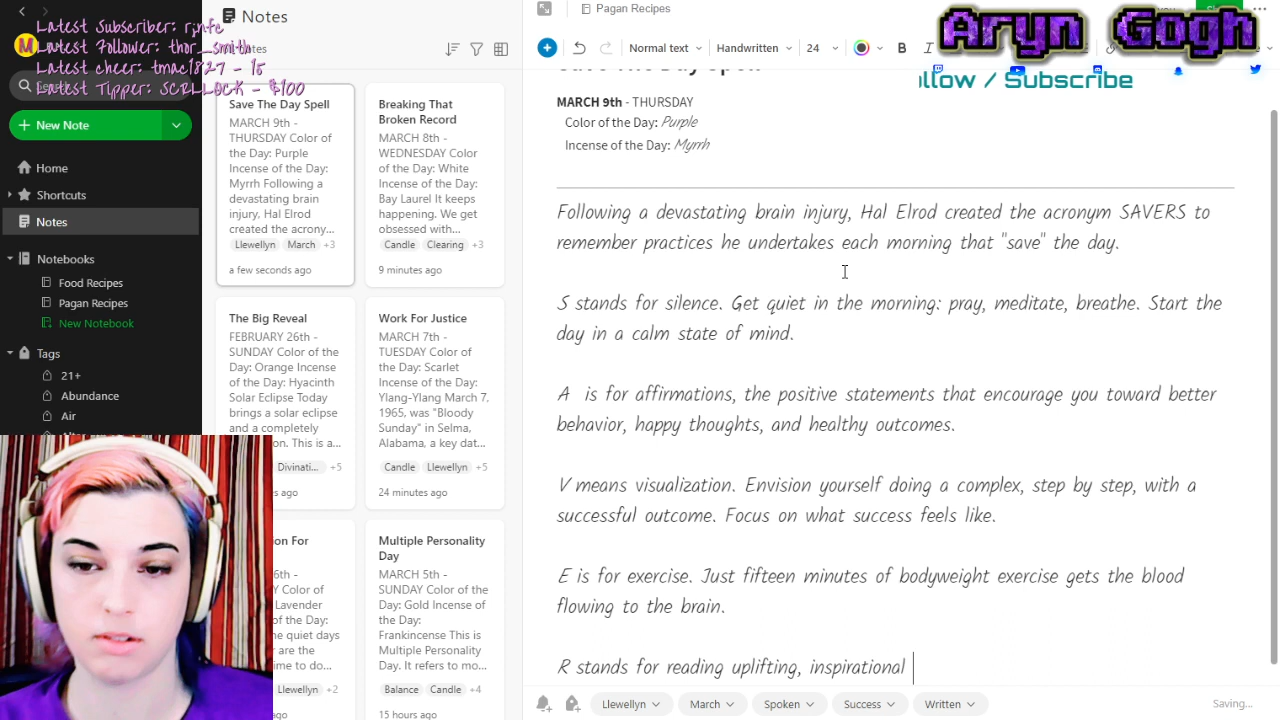 Latest Subscriber: rjnfc
Latest Follower: thor_smith
Latest cheer: tmac1827 - 15
Latest Tipper: SCRLLOCK - $100
M
New Note
Home
Shortcuts
Notes
Notebooks
Food Recipes
Pagan Recipes
New Notebook
Tags
21+
Abundance
Air
Notes
Save The Day Spell
MARCH 9th -
THURSDAY Color of
the Day: Purple
Incense of the Day:
Myrrh Following a
devastating brain
injury, Hal Elrod
created the acrony...
Llewellyn March +3
a few seconds ago
Breaking That
Broken Record
MARCH 8th -
WEDNESDAY Color
of the Day: White
Incense of the Day:
Bay Laurel It keeps
happening. We get
obsessed with...
Candle Clearing +3
9 minutes ago
The Big Reveal
FEBRUARY 26th -
SUNDAY Color of the
Day: Orange Incense
of the Day: Hyacinth
Solar Eclipse Today
brings a solar eclipse
and a completely
Divinati... +5
Work For Justice
MARCH 7th -
TUESDAY Color of
the Day: Scarlet
Incense of the Day:
Ylang-Ylang March 7,
1965, was "Bloody
Sunday" in Selma,
Alabama, a key dat...
Candle Llewellyn +5
24 minutes ago
Llewellyn +2
Multiple Personality
Day
MARCH 5th -
SUNDAY Color of the
Day: Gold Incense of
the Day:
Frankincense This is
Multiple Personality
Day. It refers to mo...
Balance Candle +4
15 hours ago
Pagan Recipes
Normal text Handwritten 24 B I
Aryn Gogh
ollow / Subscribe
Save The Day Spell
MARCH 9th - THURSDAY
Color of the Day: Purple
Incense of the Day: Myrrh
Following a devastating brain injury, Hal Elrod created the acronym SAVERS to
remember practices he undertakes each morning that "save" the day.
S stands for silence. Get quiet in the morning: pray, meditate, breathe. Start the
day in a calm state of mind.
A is for affirmations, the positive statements that encourage you toward better
behavior, happy thoughts, and healthy outcomes.
V means visualization. Envision yourself doing a complex, step by step, with a
successful outcome. Focus on what success feels like.
E is for exercise. Just fifteen minutes of bodyweight exercise gets the blood
flowing to the brain.
R stands for reading uplifting, inspirational
Llewellyn March Spoken Success Written
Saving...